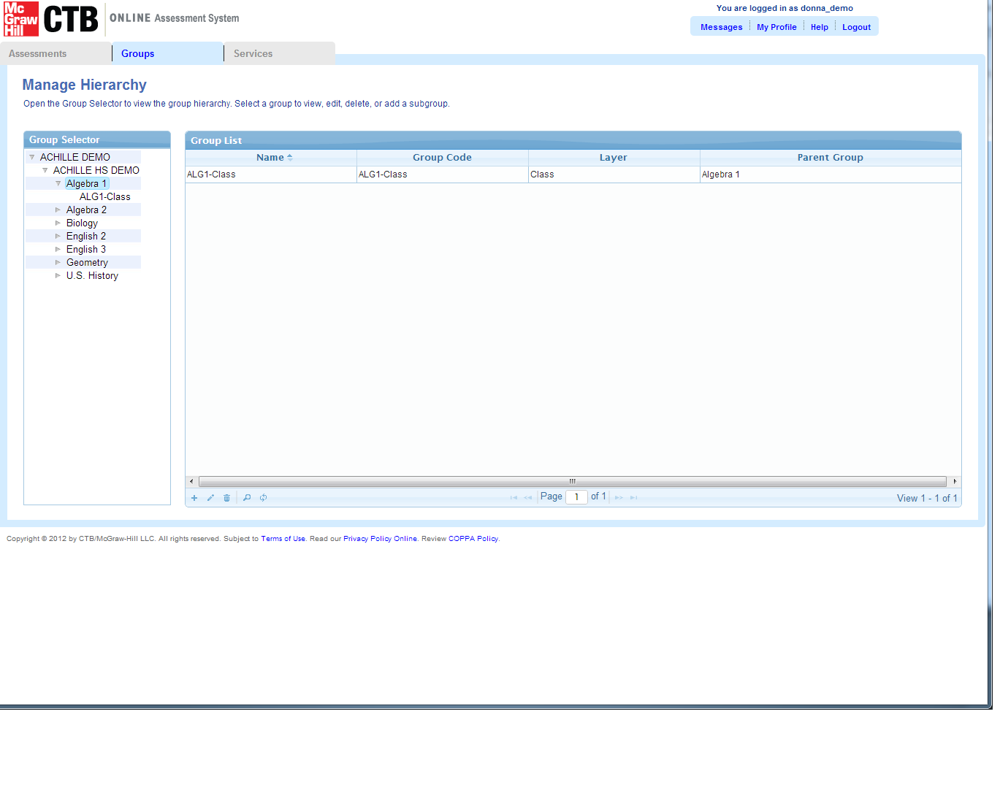 You are logged in as donna_demo
Mc
Graw
Hill
CTB
ONLINE Assessment System
Messages
My Profile
Help
Logout
Assessments
Groups
Services
Manage Hierarchy
Open the Group Selector to view the group hierarchy. Select a group to view, edit, delete, or add a subgroup.
Group Selector
ACHILLE DEMO
ACHILLE HS DEMO
Algebra 1
ALG1-Class
Algebra 2
Biology
English 2
English 3
Geometry
U.S. History
Group List
Name Group Code Layer Parent Group
ALG1-Class ALG1-Class Class Algebra 1
Page 1 of 1
View 1 - 1 of 1
Copyright © 2012 by CTB/McGraw-Hill LLC. All rights reserved. Subject to Terms of Use. Read our Privacy Policy Online. Review COPPA Policy.